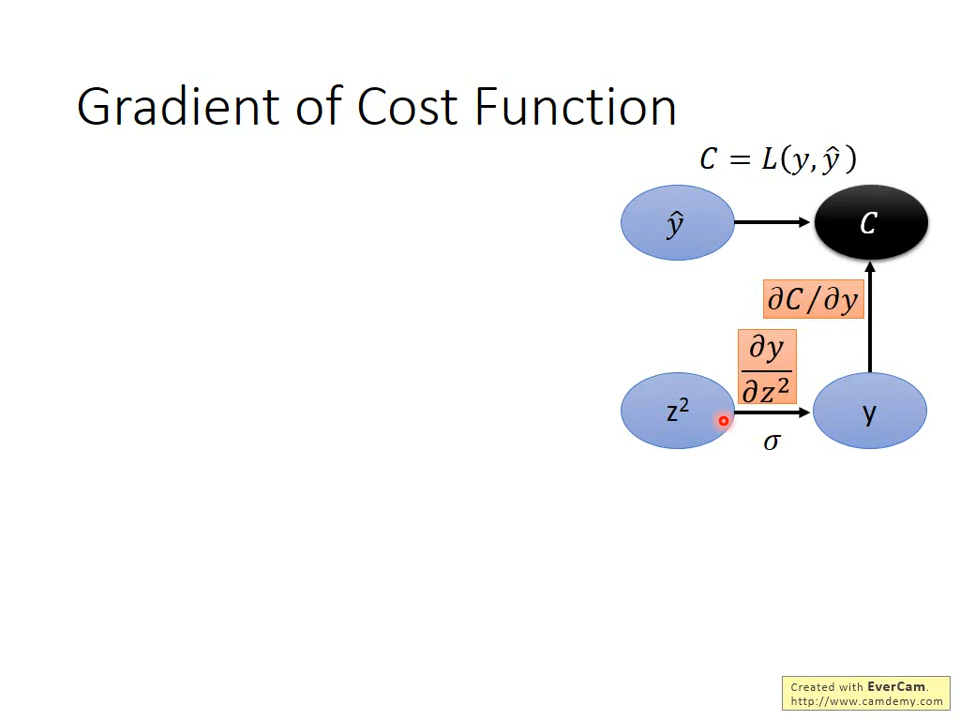 Gradient of Cost Function
C = L(y, ŷ)
ŷ
C
∂C/∂y
∂y
∂z²
z²
y
σ
Created with EverCam.
http://www.camdemy.com